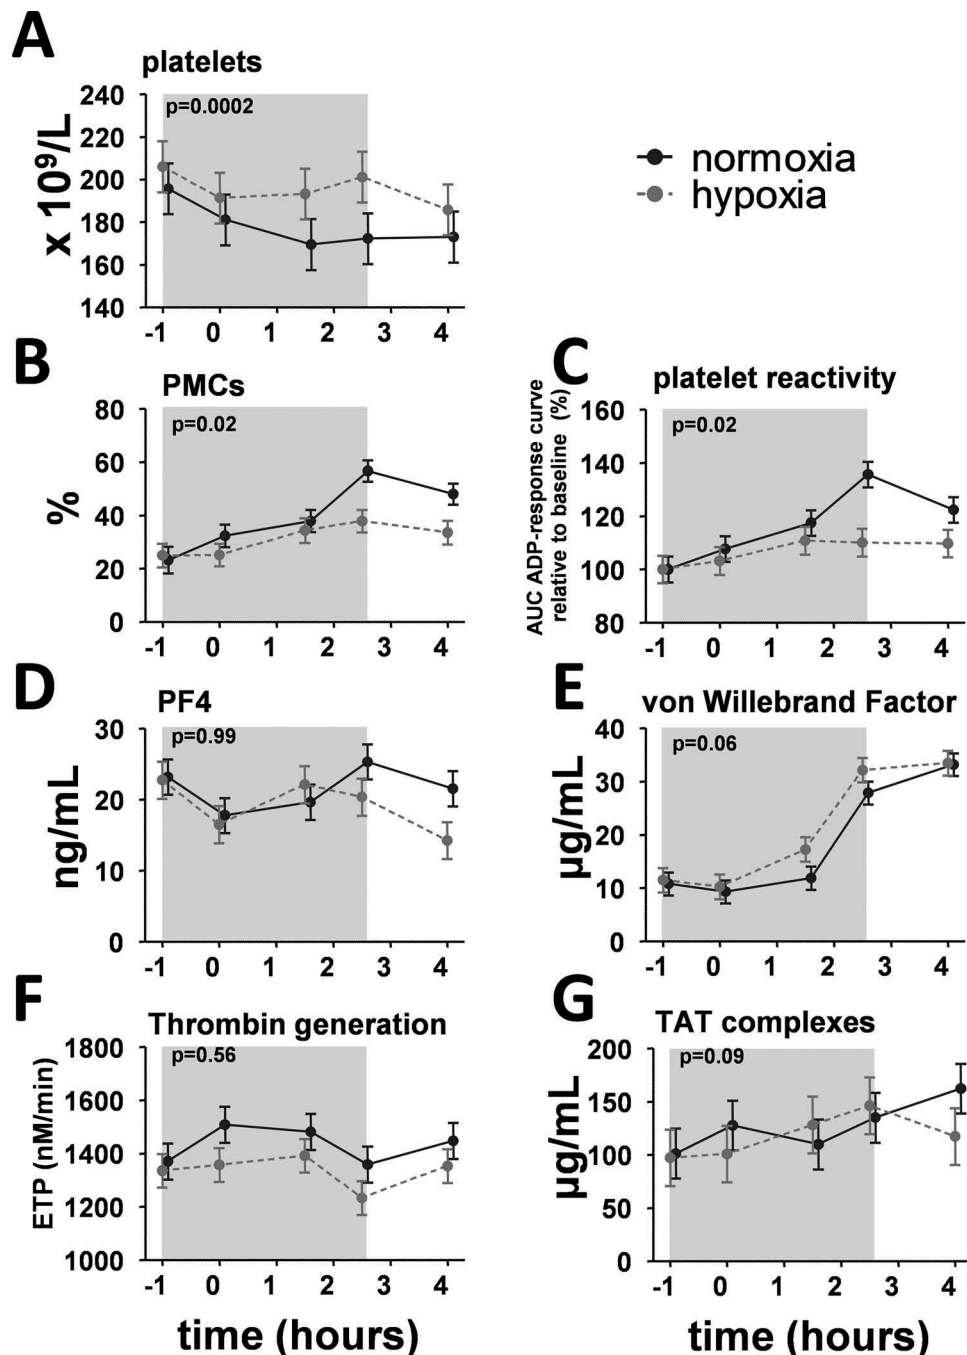 A
platelets
x 10⁹/L
240
220
200
180
160
140
p=0.0002
-1 0 1 2 3 4
normoxia
hypoxia
B
PMCs
%
80
60
40
20
0
p=0.02
-1 0 1 2 3 4
C
platelet reactivity
AUC ADP-response curve
relative to baseline (%)
160
140
120
100
80
p=0.02
-1 0 1 2 3 4
D
PF4
ng/mL
30
20
10
0
p=0.99
-1 0 1 2 3 4
E
von Willebrand Factor
µg/mL
40
30
20
10
0
p=0.06
-1 0 1 2 3 4
F
Thrombin generation
ETP (nM/min)
1800
1600
1400
1200
1000
p=0.56
-1 0 1 2 3 4
time (hours)
G
TAT complexes
µg/mL
200
150
100
50
0
p=0.09
-1 0 1 2 3 4
time (hours)